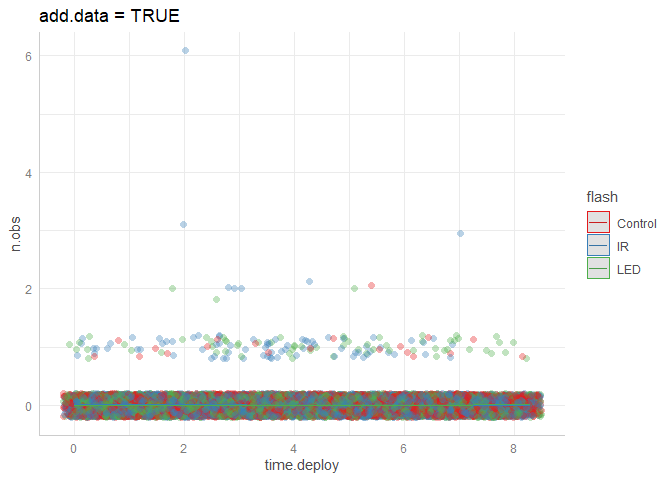 add.data = TRUE
6
4
2
0
n.obs
0
2
4
6
8
time.deploy
flash
Control
IR
LED